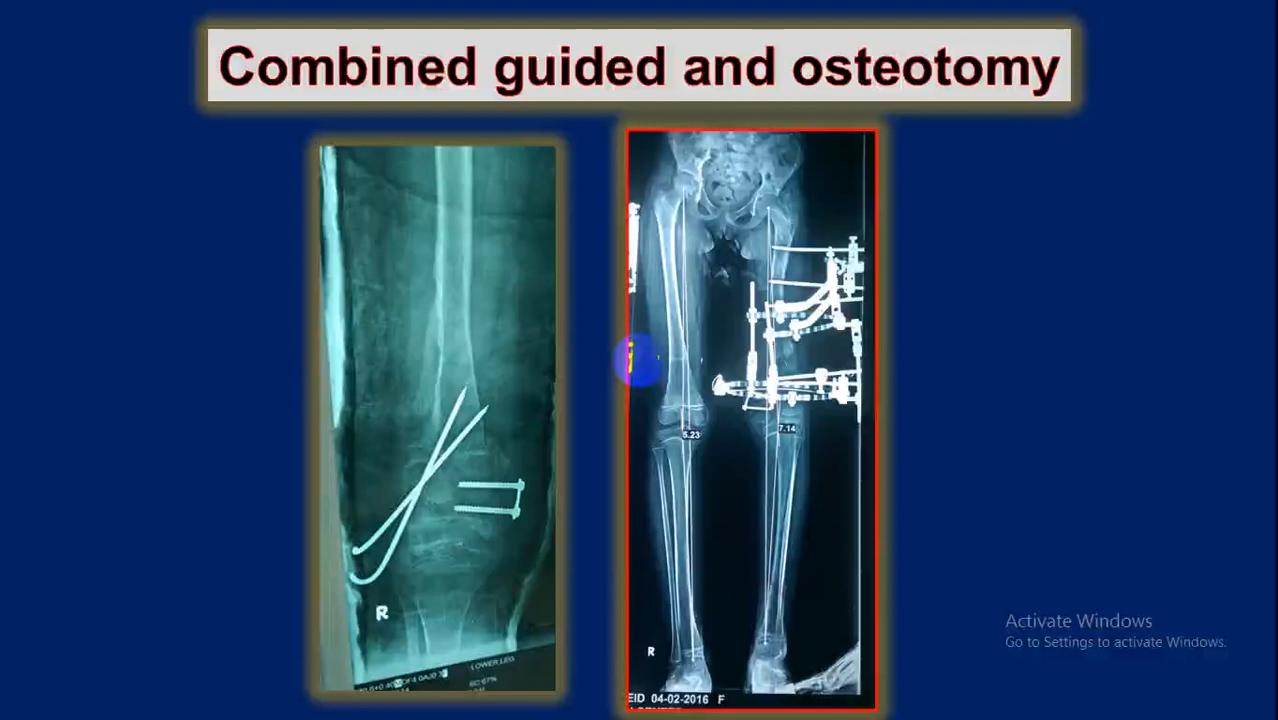 Combined guided and osteotomy
R
LOWER LEG
5.23
7.14
R
EID 04-02-2016 F
Activate Windows
Go to Settings to activate Windows.